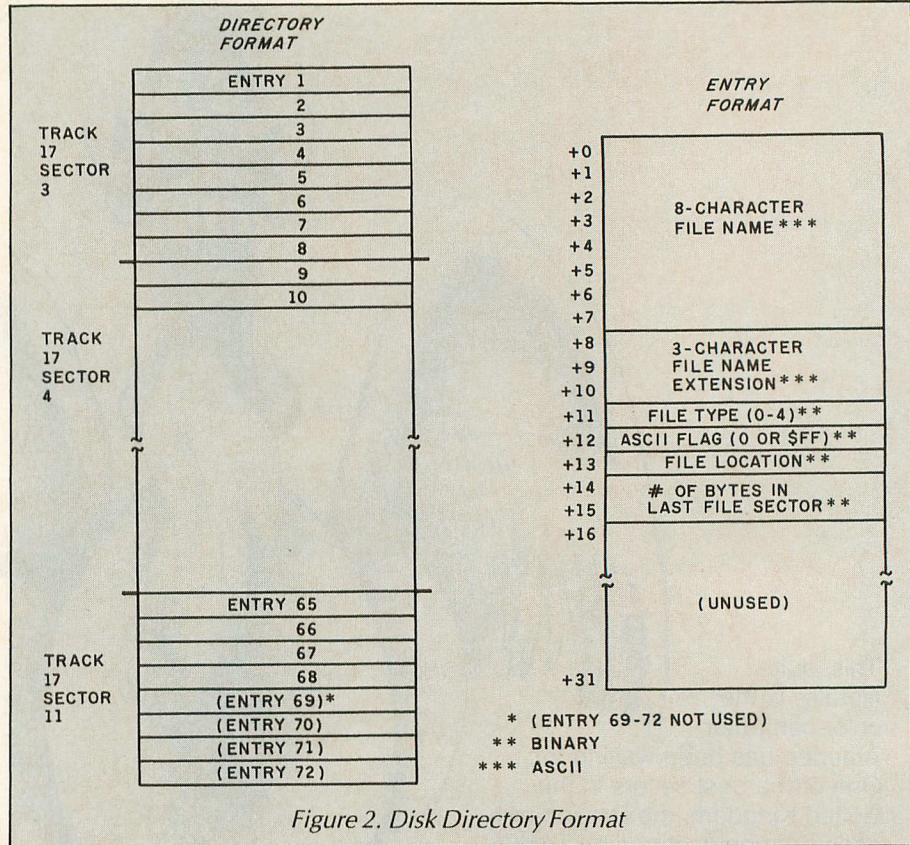 DIRECTORY
FORMAT
ENTRY 1
2
3
4
5
6
7
8
9
10
TRACK
17
SECTOR
3
TRACK
17
SECTOR
4
ENTRY 65
66
67
68
(ENTRY 69)*
(ENTRY 70)
(ENTRY 71)
(ENTRY 72)
TRACK
17
SECTOR
11
ENTRY
FORMAT
+0
+1
+2
+3
+4
+5
+6
+7
8-CHARACTER
FILE NAME***
+8
+9
+10
3-CHARACTER
FILE NAME
EXTENSION***
+11
FILE TYPE (0-4)**
+12
ASCII FLAG (0 OR $FF)**
+13
FILE LOCATION**
+14
+15
# OF BYTES IN
LAST FILE SECTOR**
+16
(UNUSED)
+31
* (ENTRY 69-72 NOT USED)
** BINARY
*** ASCII
Figure 2. Disk Directory Format